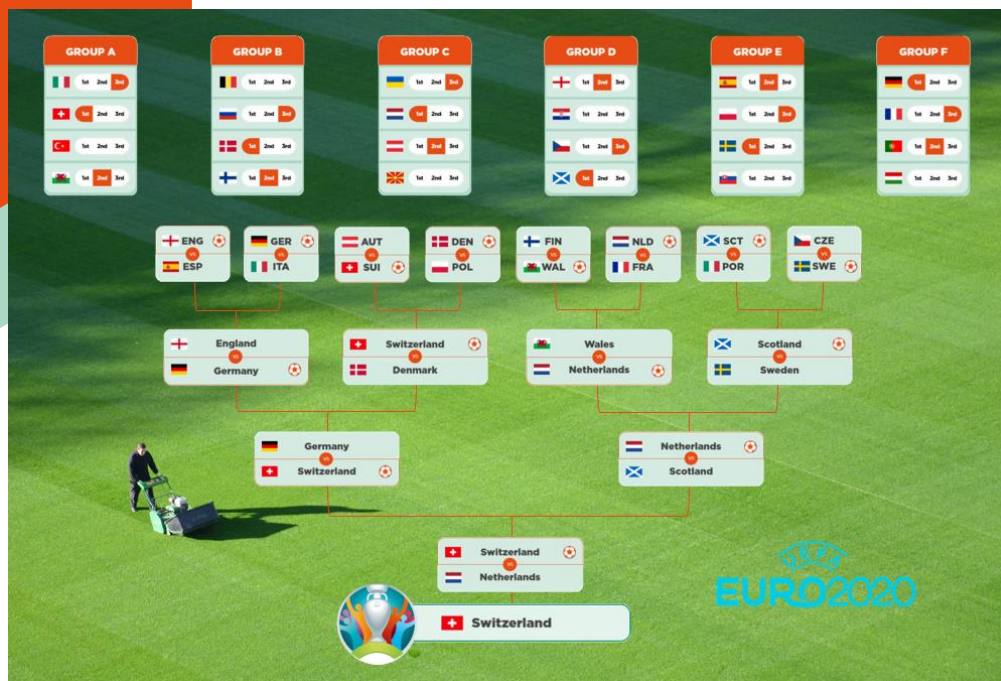 GROUP A
1st 2nd 3rd
1st 2nd 3rd
1st 2nd 3rd
1st 2nd 3rd
GROUP B
1st 2nd 3rd
1st 2nd 3rd
1st 2nd 3rd
1st 2nd 3rd
GROUP C
1st 2nd 3rd
1st 2nd 3rd
1st 2nd 3rd
1st 2nd 3rd
GROUP D
1st 2nd 3rd
1st 2nd 3rd
1st 2nd 3rd
1st 2nd 3rd
GROUP E
1st 2nd 3rd
1st 2nd 3rd
1st 2nd 3rd
1st 2nd 3rd
GROUP F
1st 2nd 3rd
1st 2nd 3rd
1st 2nd 3rd
1st 2nd 3rd
ENG
VS
ESP
GER
VS
ITA
AUT
VS
SUI
DEN
VS
POL
FIN
VS
WAL
NLD
VS
FRA
SCT
VS
POR
CZE
VS
SWE
England
VS
Germany
Switzerland
VS
Denmark
Wales
VS
Netherlands
Scotland
VS
Sweden
Germany
VS
Switzerland
Netherlands
VS
Scotland
Switzerland
VS
Netherlands
Switzerland
UEFA
EURO2020